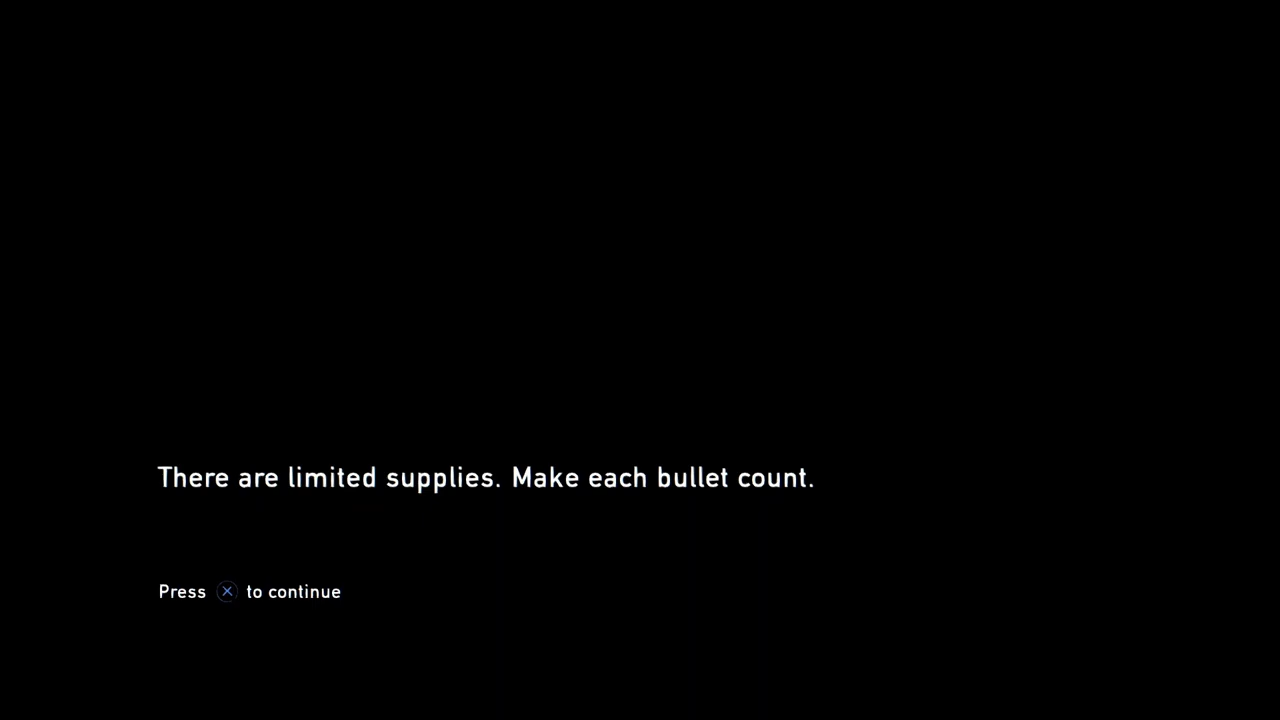 There are limited supplies. Make each bullet count.
Press ⓧ to continue